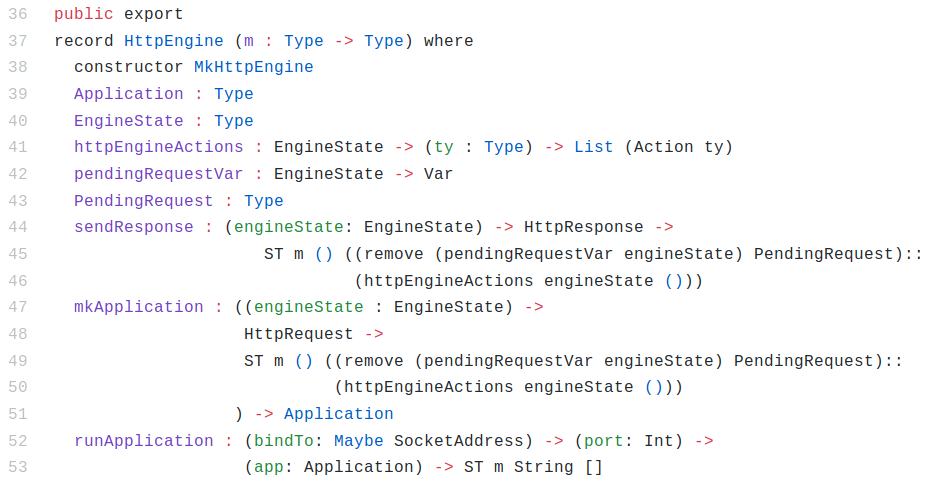 36 public export
37 record HttpEngine (m : Type -> Type) where
38   constructor MkHttpEngine
39   Application : Type
40   EngineState : Type
41   httpEngineActions : EngineState -> (ty : Type) -> List (Action ty)
42   pendingRequestVar : EngineState -> Var
43   PendingRequest : Type
44   sendResponse : (engineState: EngineState) -> HttpResponse ->
45                      ST m () ((remove (pendingRequestVar engineState) PendingRequest)::
46                               (httpEngineActions engineState ()))
47   mkApplication : ((engineState : EngineState) ->
48                    HttpRequest ->
49                    ST m () ((remove (pendingRequestVar engineState) PendingRequest)::
50                             (httpEngineActions engineState ()))
51                   ) -> Application
52   runApplication : (bindTo: Maybe SocketAddress) -> (port: Int) ->
53                    (app: Application) -> ST m String []